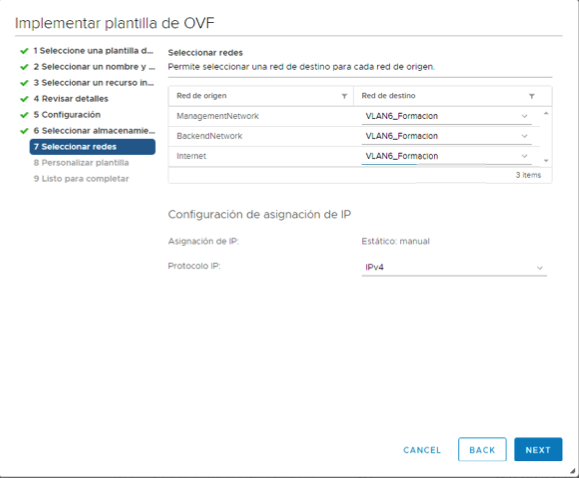 Implementar plantilla de OVF
1 Seleccione una plantilla d...
2 Seleccionar un nombre y ...
3 Seleccionar un recurso in...
4 Revisar detalles
5 Configuración
6 Seleccionar almacenamie...
7 Seleccionar redes
8 Personalizar plantilla
9 Listo para completar
Seleccionar redes
Permite seleccionar una red de destino para cada red de origen.
Red de origen Red de destino
ManagementNetwork VLAN6_Formacion
BackendNetwork VLAN6_Formacion
Internet VLAN6_Formacion
3 items
Configuración de asignación de IP
Asignación de IP: Estático: manual
Protocolo IP: IPv4
CANCEL BACK NEXT